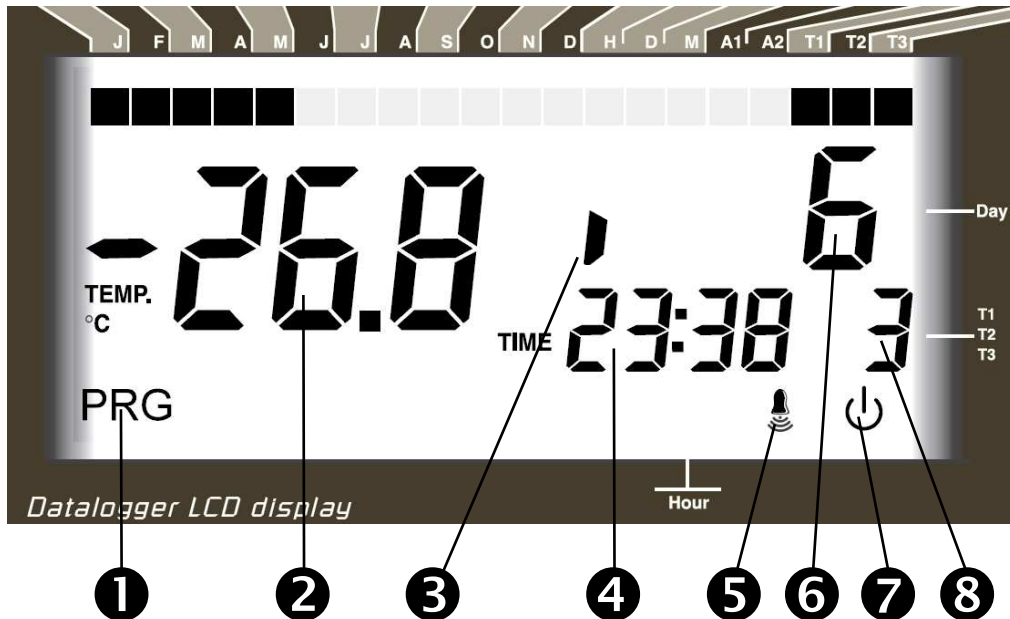 J F M A M J J A S O N D H D M A1 A2 T1 T2 T3
-26.8
6
Day
TEMP.
°C
TIME 23:38 3
T1
T2
T3
PRG
Datalogger LCD display
Hour
1 2 3 4 5 6 7 8